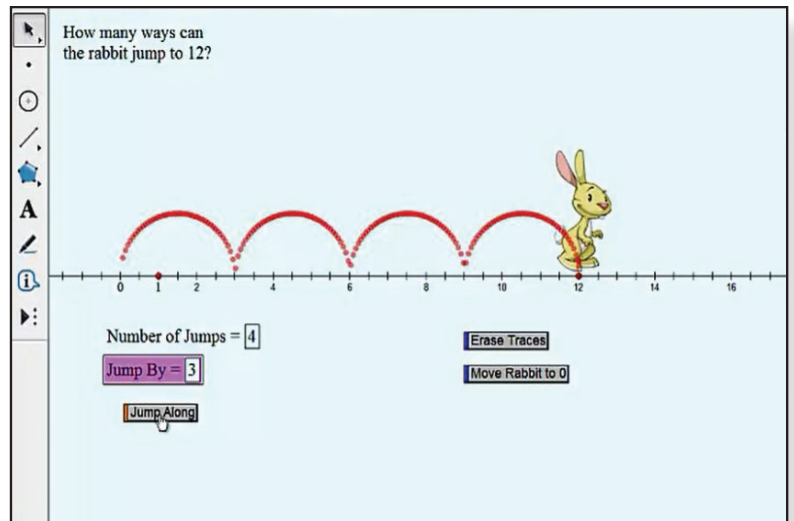 How many ways can
the rabbit jump to 12?
A
i
0 1 2 4 6 8 10 12 14 16
Number of Jumps = 4
Jump By = 3
Jump Along
Erase Traces
Move Rabbit to 0